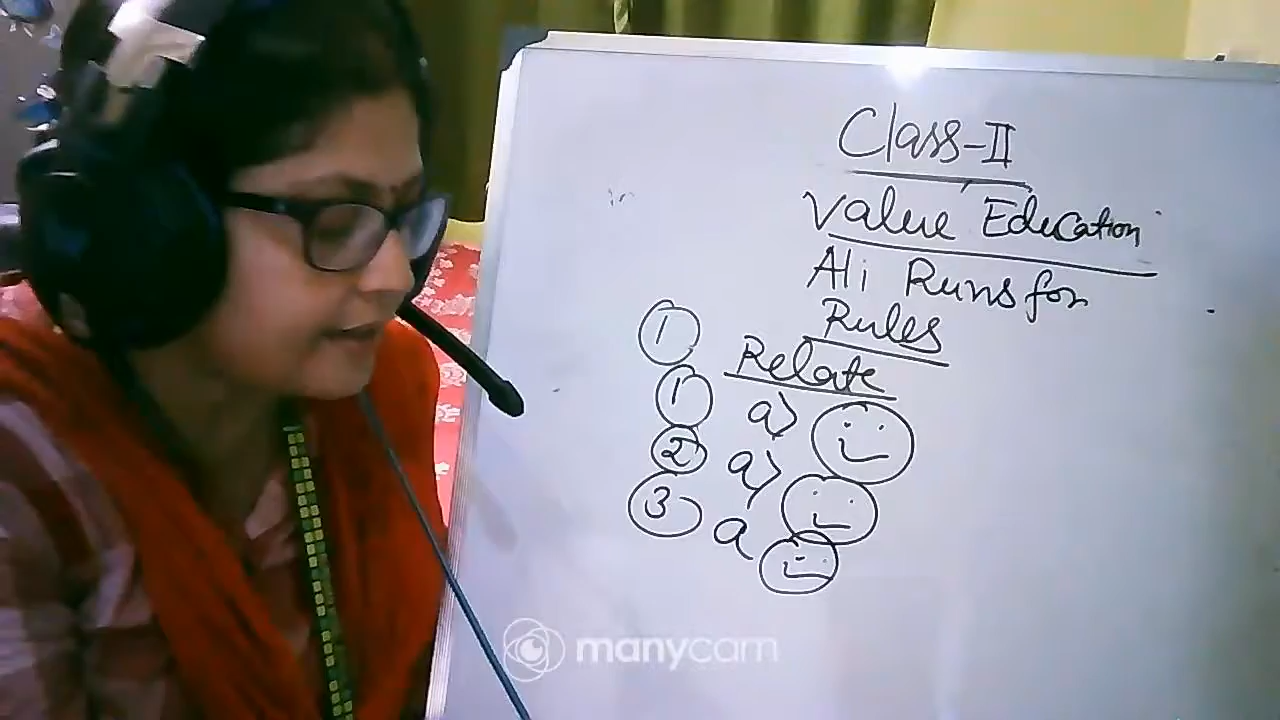 Class-II
Value Education
Ali Runs for
Rules
1
Relate
1 a)
2 a)
3 a
manycam